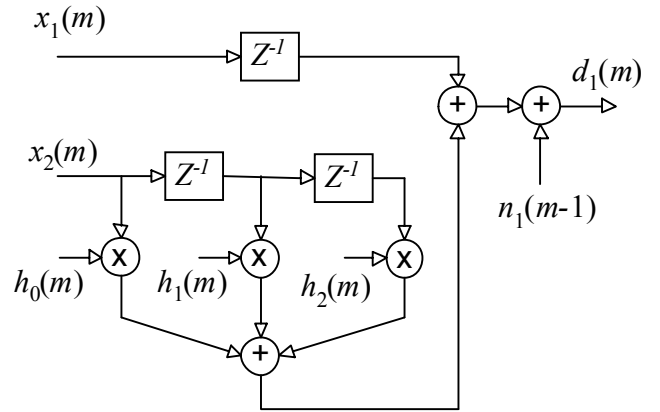 x₁(m)
Z⁻¹
+
+
d₁(m)
n₁(m-1)
x₂(m)
Z⁻¹
Z⁻¹
X
X
X
h₀(m)
h₁(m)
h₂(m)
+